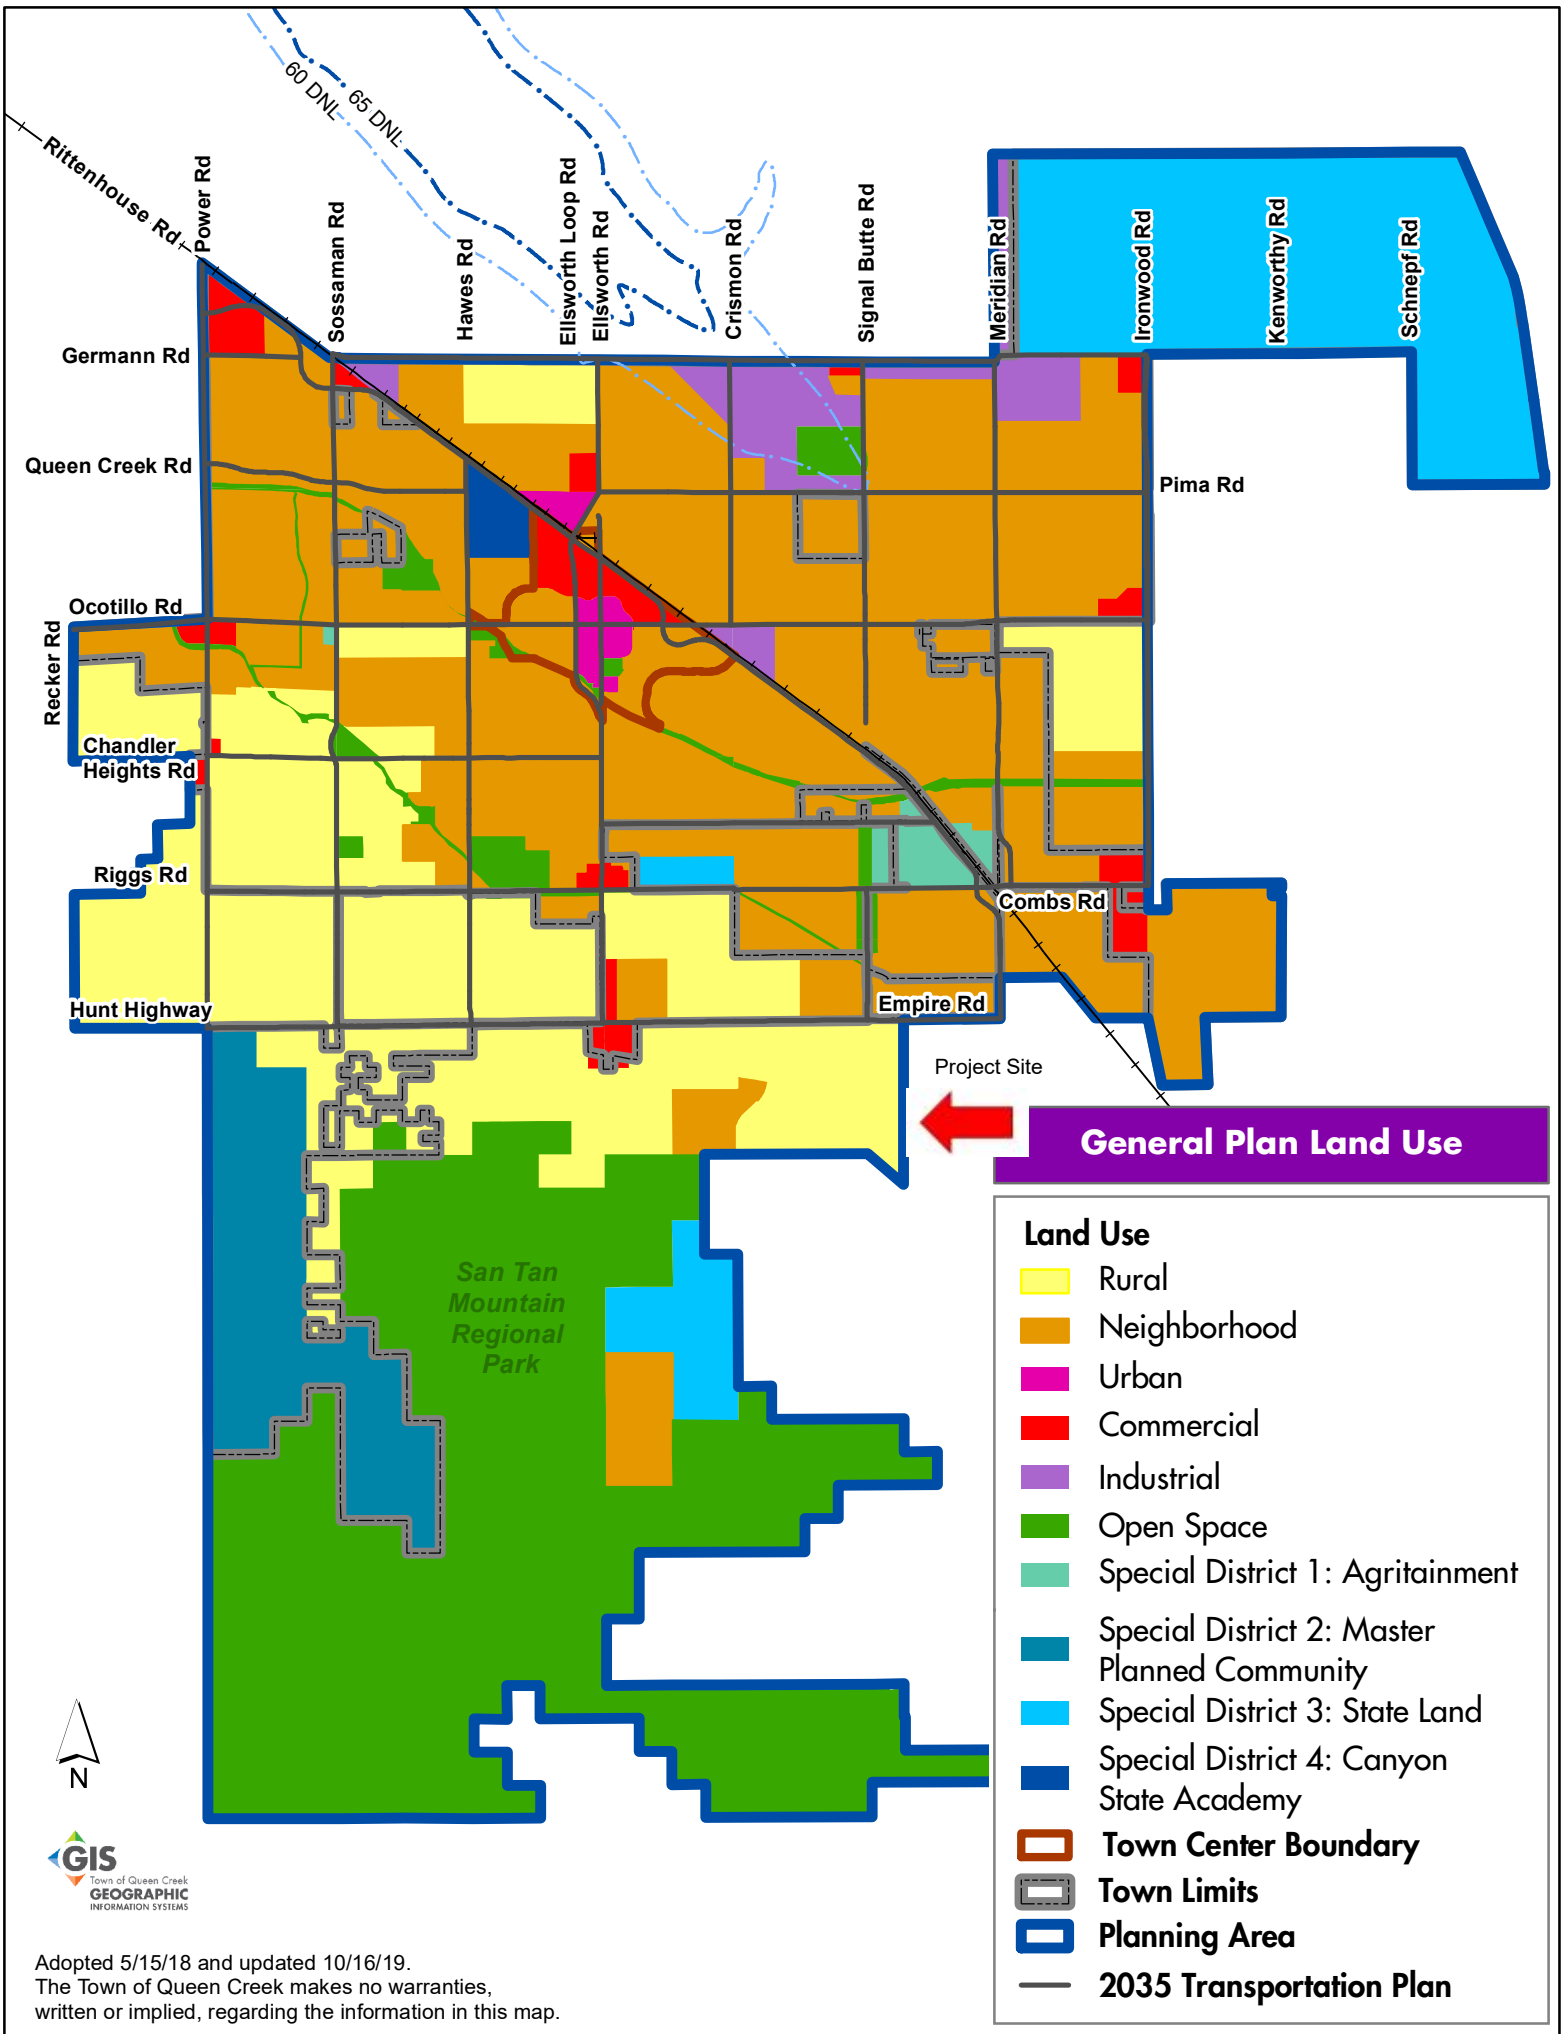 60 DNL
65 DNL
Rittenhouse Rd
Power Rd
Sossaman Rd
Hawes Rd
Ellsworth Loop Rd
Ellsworth Rd
Crismon Rd
Signal Butte Rd
Meridian Rd
Ironwood Rd
Kenworthy Rd
Schnepf Rd
Germann Rd
Queen Creek Rd
Pima Rd
Ocotillo Rd
Recker Rd
Chandler
Heights Rd
Riggs Rd
Combs Rd
Hunt Highway
Empire Rd
Project Site
General Plan Land Use
San Tan
Mountain
Regional
Park
Land Use
Rural
Neighborhood
Urban
Commercial
Industrial
Open Space
Special District 1: Agritainment
Special District 2: Master
Planned Community
Special District 3: State Land
Special District 4: Canyon
State Academy
Town Center Boundary
Town Limits
Planning Area
2035 Transportation Plan
N
GIS
Town of Queen Creek
GEOGRAPHIC
INFORMATION SYSTEMS
Adopted 5/15/18 and updated 10/16/19.
The Town of Queen Creek makes no warranties,
written or implied, regarding the information in this map.